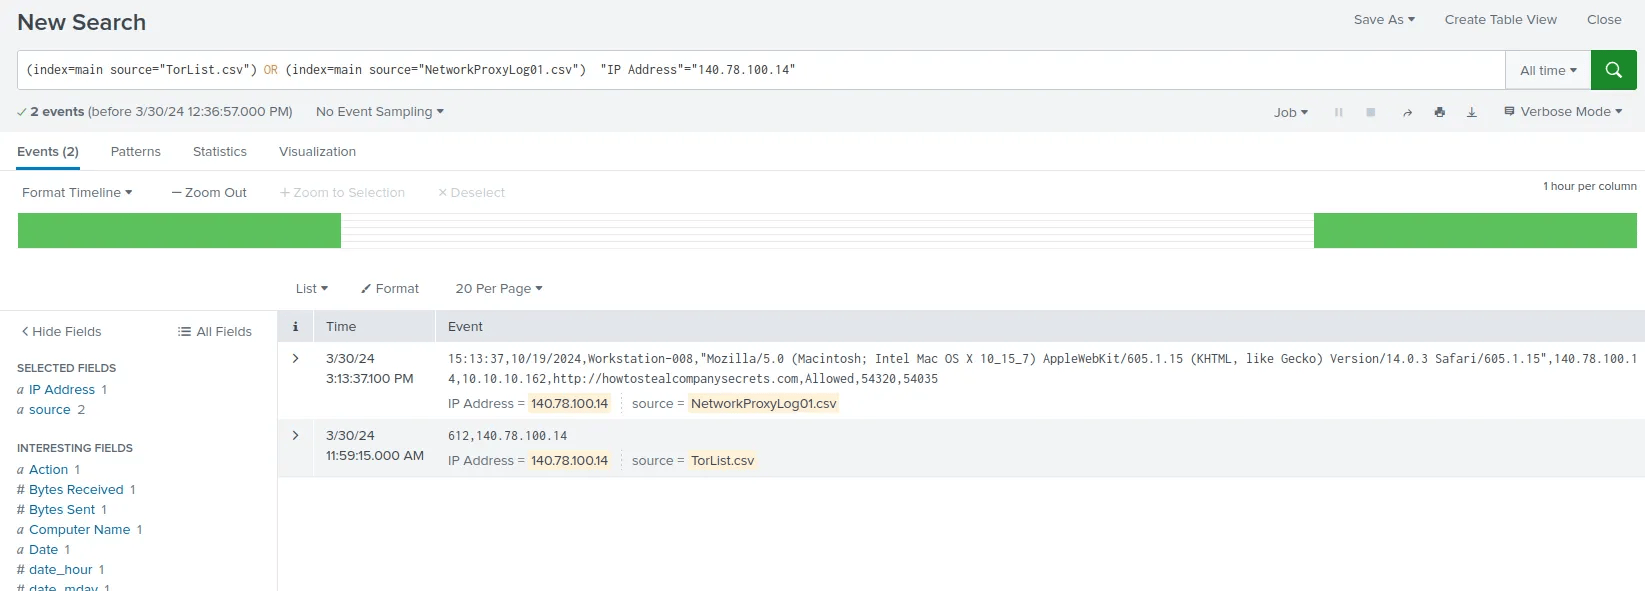 New Search
Save As Create Table View Close
(index=main source="TorList.csv") OR (index=main source="NetworkProxyLog01.csv")  "IP Address"="140.78.100.14"
All time
2 events (before 3/30/24 12:36:57.000 PM) No Event Sampling
Job Verbose Mode
Events (2) Patterns Statistics Visualization
Format Timeline − Zoom Out + Zoom to Selection × Deselect
1 hour per column
List Format 20 Per Page
Hide Fields All Fields
i Time Event
SELECTED FIELDS
a IP Address 1
a source 2
INTERESTING FIELDS
a Action 1
# Bytes Received 1
# Bytes Sent 1
a Computer Name 1
a Date 1
# date_hour 1
# date_mday 1
3/30/24
3:13:37.100 PM
15:13:37,10/19/2024,Workstation-008,"Mozilla/5.0 (Macintosh; Intel Mac OS X 10_15_7) AppleWebKit/605.1.15 (KHTML, like Gecko) Version/14.0.3 Safari/605.1.15",140.78.100.1
4,10.10.10.162,http://howtostealcompanysecrets.com,Allowed,54320,54035
IP Address = 140.78.100.14 source = NetworkProxyLog01.csv
3/30/24
11:59:15.000 AM
612,140.78.100.14
IP Address = 140.78.100.14 source = TorList.csv